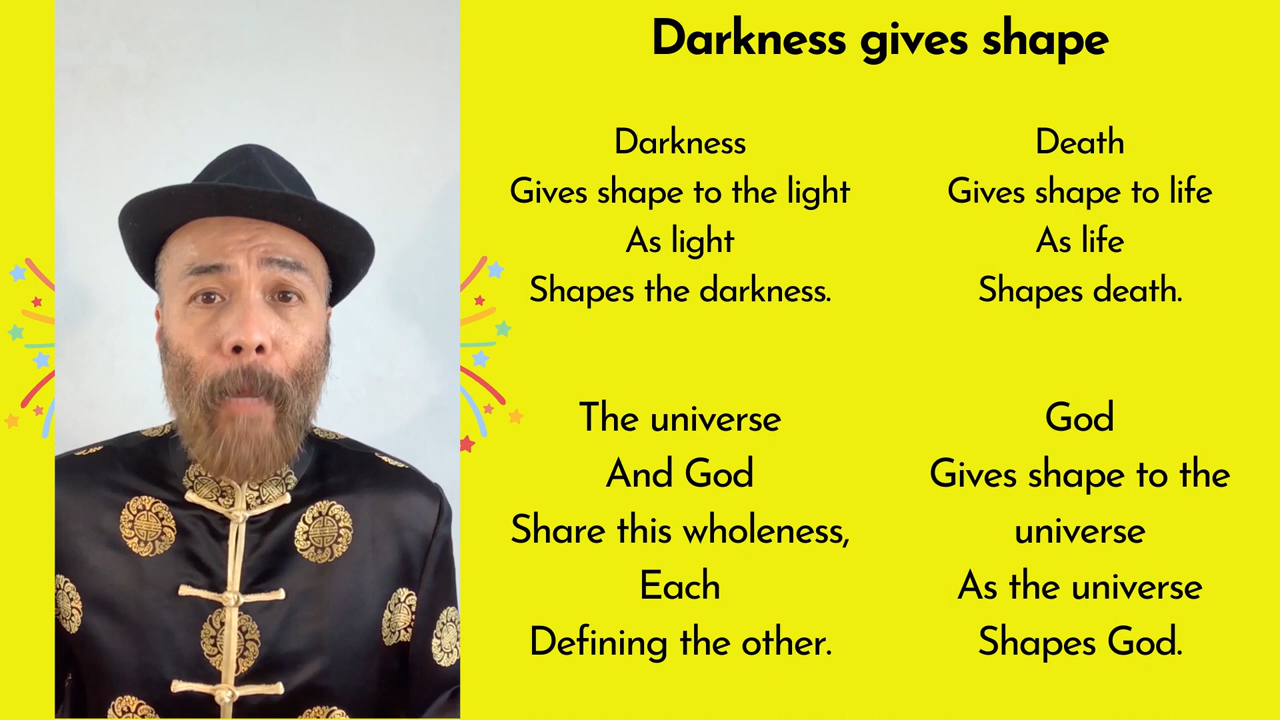 Darkness gives shape
Darkness
Gives shape to the light
As light
Shapes the darkness.
Death
Gives shape to life
As life
Shapes death.
The universe
And God
Share this wholeness,
Each
Defining the other.
God
Gives shape to the
universe
As the universe
Shapes God.